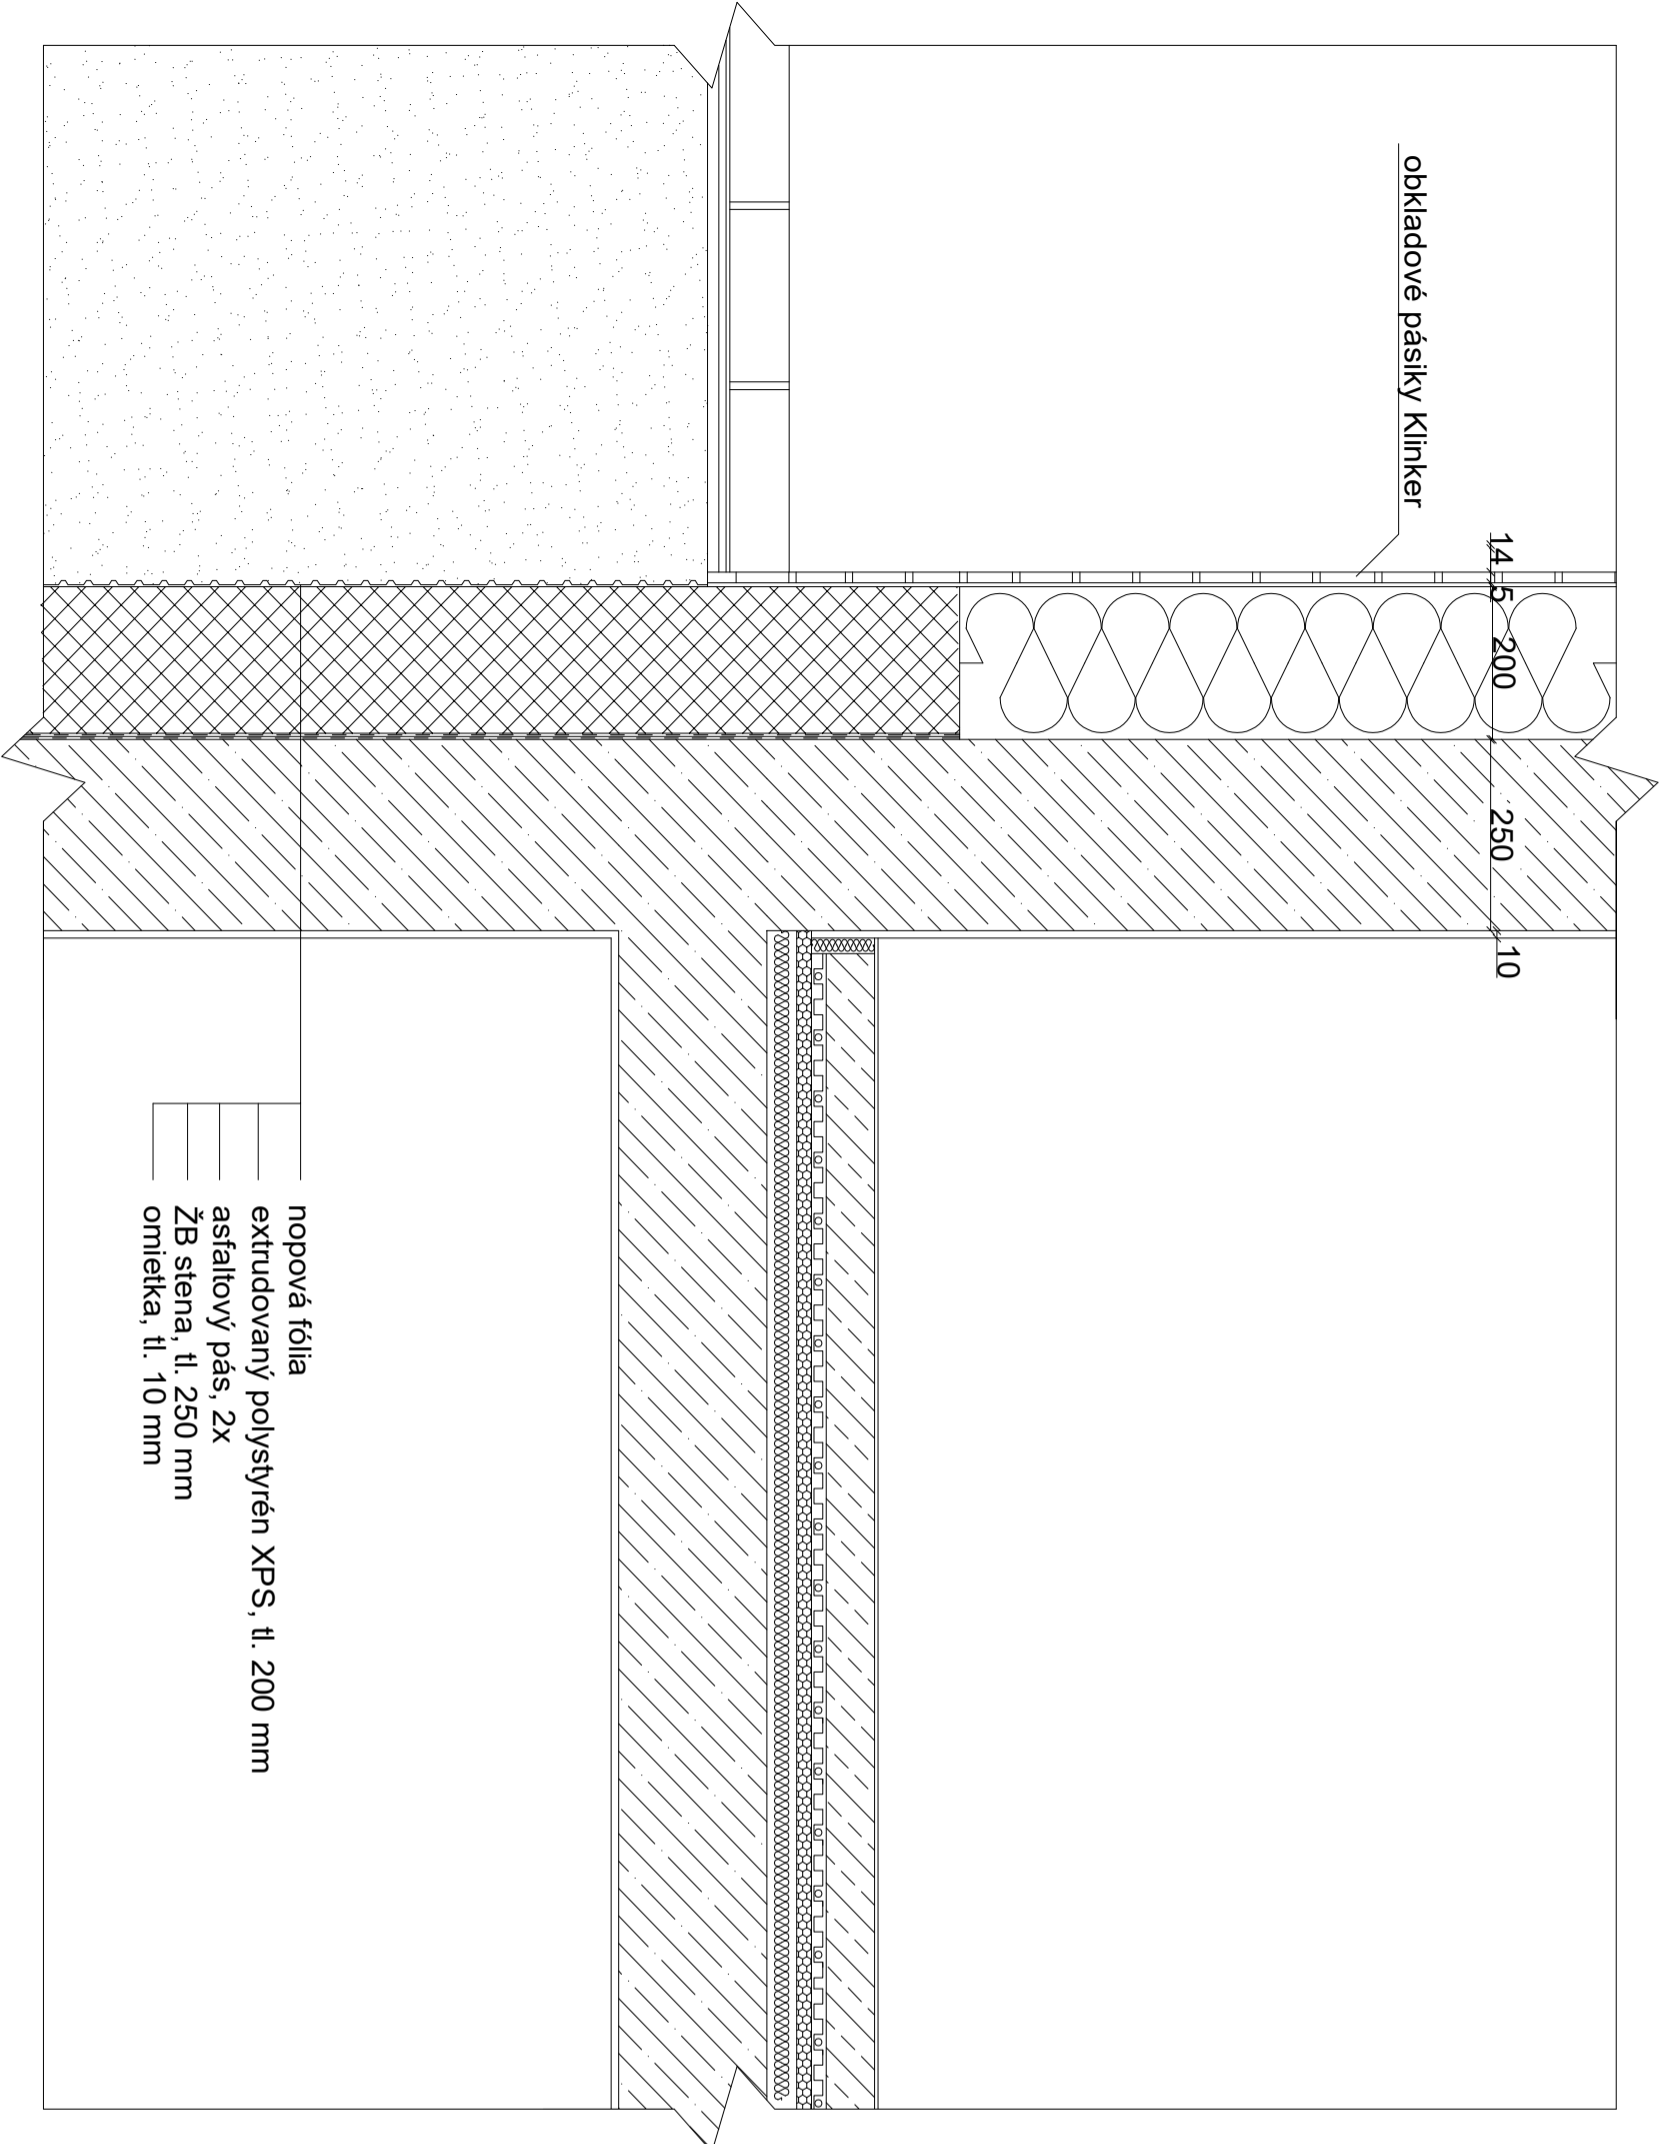 obkladové pásiky Klinker
14
5
200
250
10
nopová fólia
extrudovaný polystyrén XPS, tl. 200 mm
asfaltový pás, 2x
ŽB stena, tl. 250 mm
omietka, tl. 10 mm